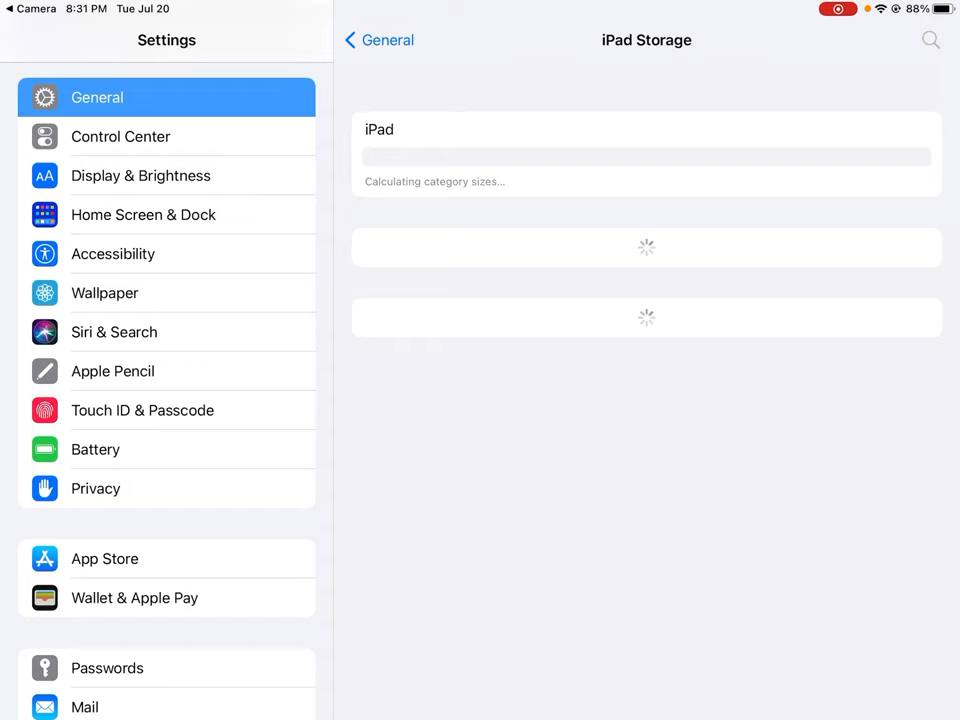 Camera 8:31 PM Tue Jul 20
88%
Settings
General
iPad Storage
General
Control Center
Display & Brightness
Home Screen & Dock
Accessibility
Wallpaper
Siri & Search
Apple Pencil
Touch ID & Passcode
Battery
Privacy
App Store
Wallet & Apple Pay
Passwords
Mail
iPad
Calculating category sizes...